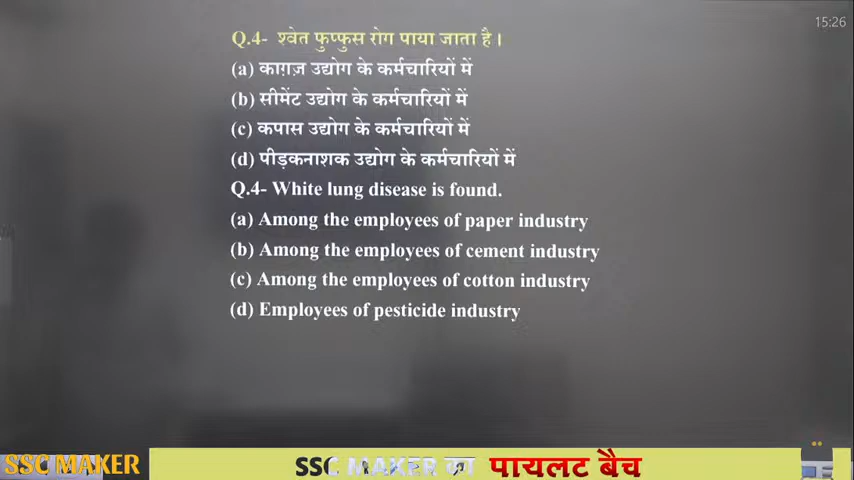 15:26
Q.4- श्वेत फुप्फुस रोग पाया जाता है।
(a) काग़ज़ उद्योग के कर्मचारियों में
(b) सीमेंट उद्योग के कर्मचारियों में
(c) कपास उद्योग के कर्मचारियों में
(d) पीड़कनाशक उद्योग के कर्मचारियों में
Q.4- White lung disease is found.
(a) Among the employees of paper industry
(b) Among the employees of cement industry
(c) Among the employees of cotton industry
(d) Employees of pesticide industry
SSC MAKER
SSC MAKER का पायलट बैच